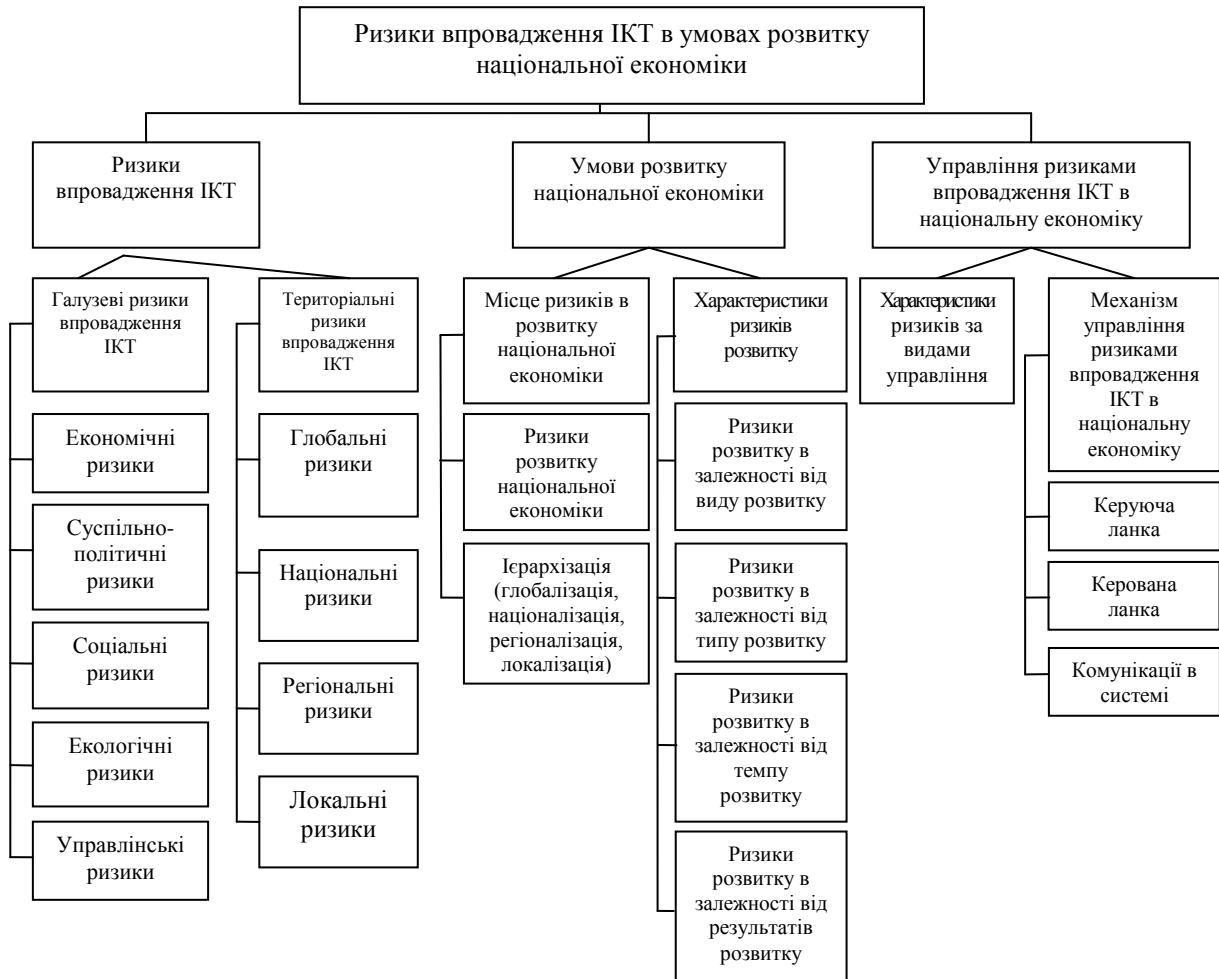 Ризики впровадження ІКТ в умовах розвитку
національної економіки
Ризики
впровадження ІКТ
Умови розвитку
національної економіки
Управління ризиками
впровадження ІКТ в
національну економіку
Галузеві ризики
впровадження
ІКТ
Економічні
ризики
Суспільно-
політичні
ризики
Соціальні
ризики
Екологічні
ризики
Управлінські
ризики
Територіальні
ризики
впровадження
ІКТ
Глобальні
ризики
Національні
ризики
Регіональні
ризики
Локальні
ризики
Місце ризиків в
розвитку
національної
економіки
Ризики
розвитку
національної
економіки
Ієрархізація
(глобалізація,
націоналізація,
регіоналізація,
локалізація)
Характеристики
ризиків
розвитку
Ризики
розвитку в
залежності від
виду розвитку
Ризики
розвитку в
залежності від
типу розвитку
Ризики
розвитку в
залежності від
темпу
розвитку
Ризики
розвитку в
залежності від
результатів
розвитку
Характеристики
ризиків за
видами
управління
Механізм
управління
ризиками
впровадження
ІКТ в
національну
економіку
Керуюча
ланка
Керована
ланка
Комунікації в
системі